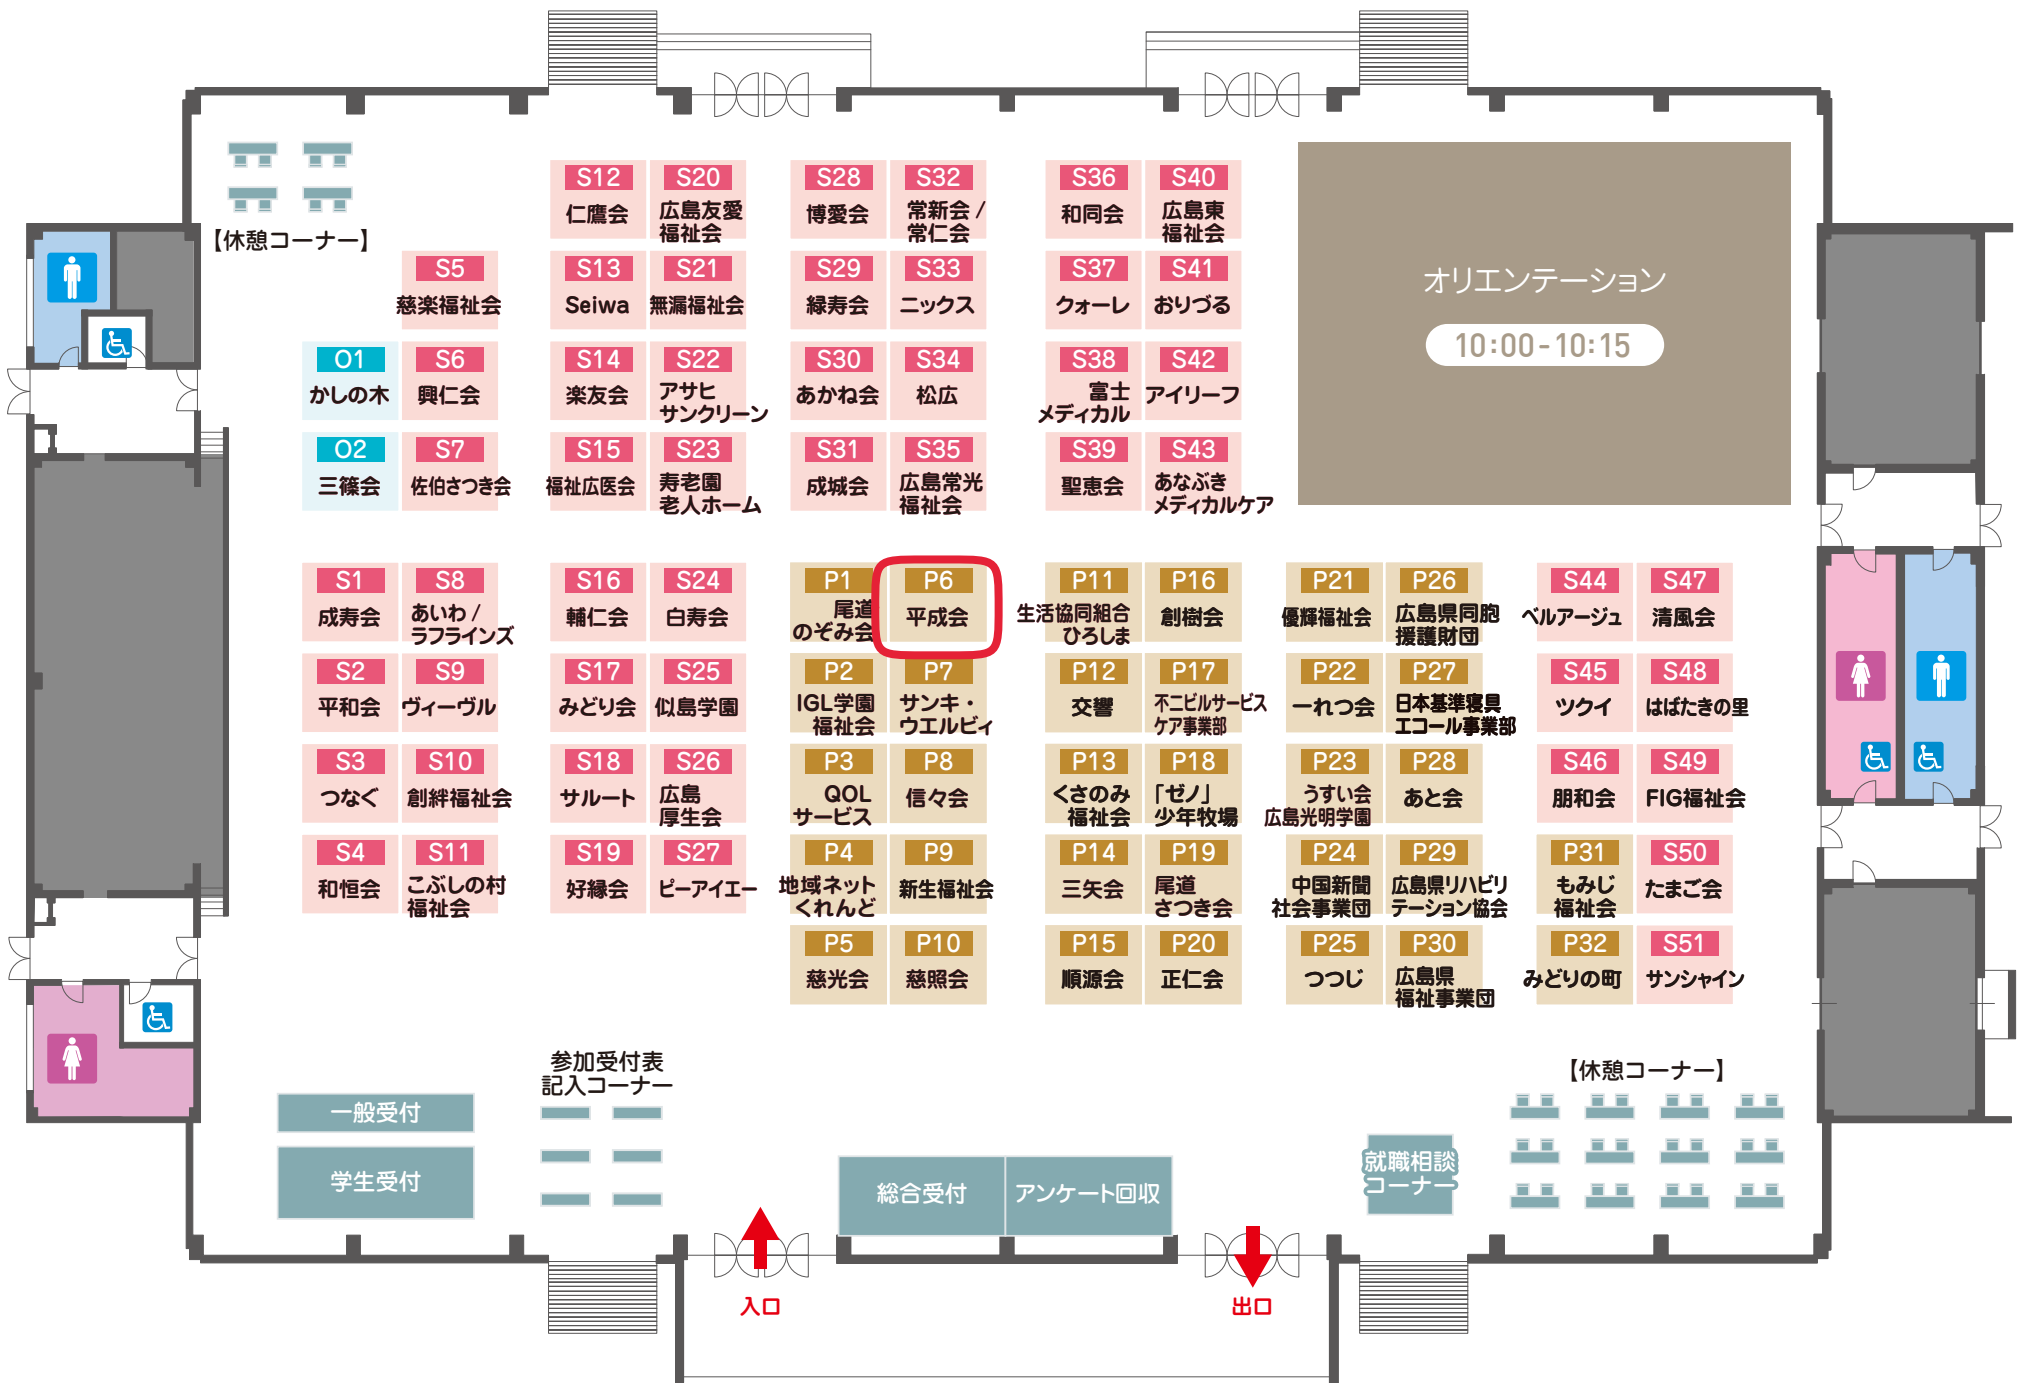 S12
仁鷹会
S20
広島友愛
福祉会
S28
博愛会
S32
常新会 /
常仁会
S36
和同会
S40
広島東
福祉会
【休憩コーナー】
S5
慈楽福祉会
S13
Seiwa
S21
無漏福祉会
S29
緑寿会
S33
ニックス
S37
クォーレ
S41
おりづる
オリエンテーション
10:00-10:15
O1
かしの木
S6
興仁会
S14
楽友会
S22
アサヒ
サンクリーン
S30
あかね会
S34
松広
S38
富士
メディカル
S42
アイリーフ
O2
三篠会
S7
佐伯さつき会
S15
福祉広医会
S23
寿老園
老人ホーム
S31
成城会
S35
広島常光
福祉会
S39
聖恵会
S43
あなぶき
メディカルケア
S1
成寿会
S8
あいわ /
ラフラインズ
S16
輔仁会
S24
白寿会
P1
尾道
のぞみ会
P6
平成会
P11
生活協同組合
ひろしま
P16
創樹会
P21
優輝福祉会
P26
広島県同胞
援護財団
S44
ベルアージュ
S47
清風会
S2
平和会
S9
ヴィーヴル
S17
みどり会
S25
似島学園
P2
IGL学園
福祉会
P7
サンキ・
ウエルビィ
P12
交響
P17
不二ビルサービス
ケア事業部
P22
一れつ会
P27
日本基準寝具
エコール事業部
S45
ツクイ
S48
はばたきの里
S3
つなぐ
S10
創絆福祉会
S18
サルート
S26
広島
厚生会
P3
QOL
サービス
P8
信々会
P13
くさのみ
福祉会
P18
「ゼノ」
少年牧場
P23
うすい会
広島光明学園
P28
あと会
S46
朋和会
S49
FIG福祉会
S4
和恒会
S11
こぶしの村
福祉会
S19
好縁会
S27
ピーアイエー
P4
地域ネット
くれんど
P9
新生福祉会
P14
三矢会
P19
尾道
さつき会
P24
中国新聞
社会事業団
P29
広島県リハビリ
テーション協会
P31
もみじ
福祉会
S50
たまご会
P5
慈光会
P10
慈照会
P15
順源会
P20
正仁会
P25
つつじ
P30
広島県
福祉事業団
P32
みどりの町
S51
サンシャイン
参加受付表
記入コーナー
【休憩コーナー】
一般受付
学生受付
総合受付
アンケート回収
就職相談
コーナー
入口
出口